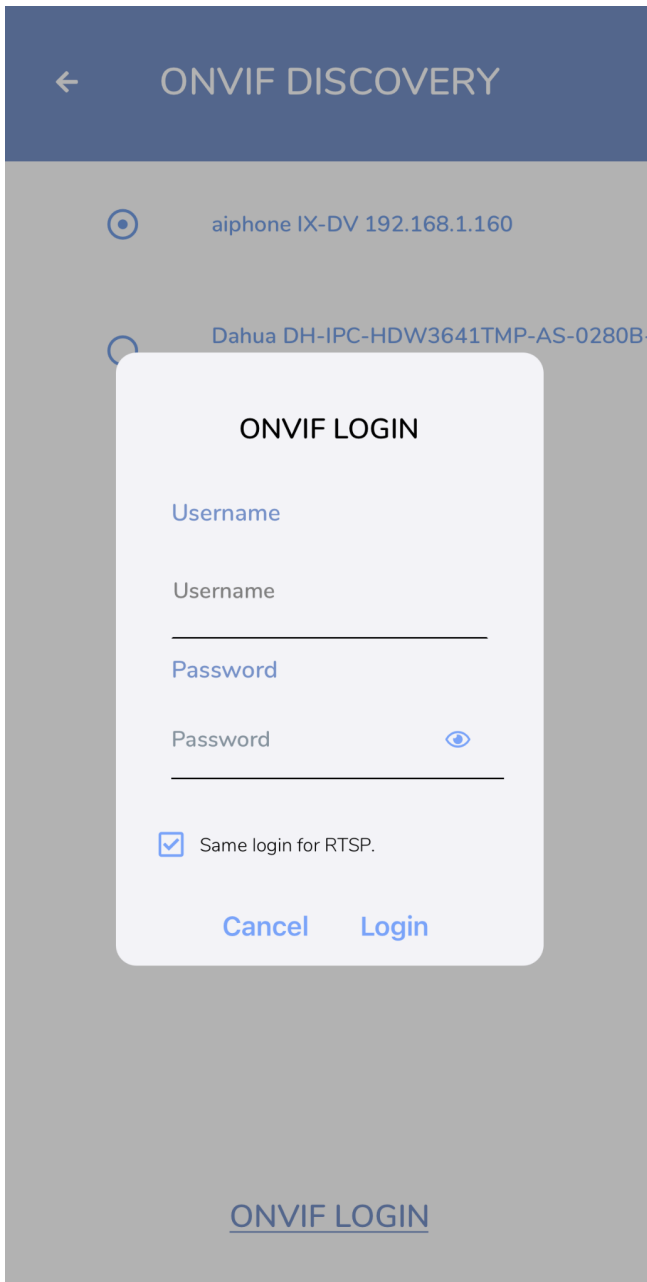 ONVIF DISCOVERY
aiphone IX-DV 192.168.1.160
Dahua DH-IPC-HDW3641TMP-AS-0280B-
ONVIF LOGIN
Username
Username
Password
Password
Same login for RTSP.
Cancel Login
ONVIF LOGIN